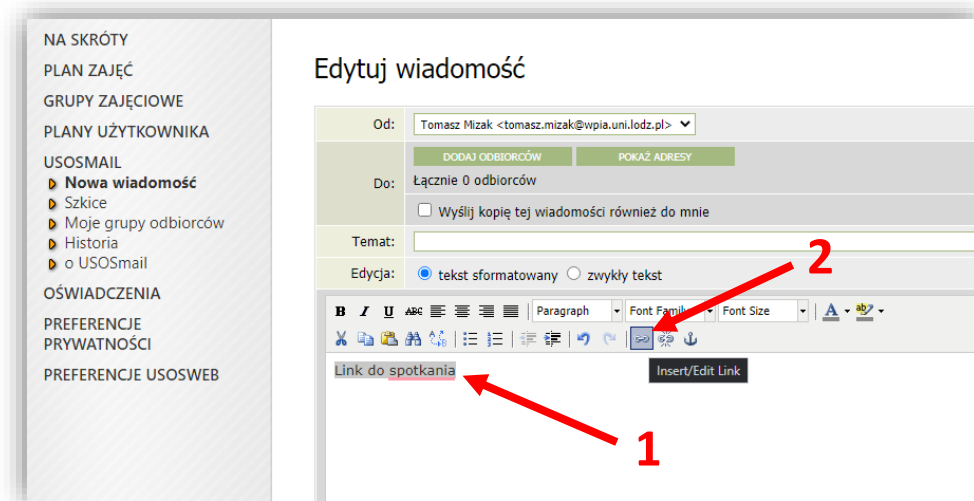 NA SKRÓTY
PLAN ZAJĘĆ
GRUPY ZAJĘCIOWE
PLANY UŻYTKOWNIKA
USOSMAIL
Nowa wiadomość
Szkice
Moje grupy odbiorców
Historia
o USOSmail
OŚWIADCZENIA
PREFERENCJE
PRYWATNOŚCI
PREFERENCJE USOSWEB
Edytuj wiadomość
Od: Tomasz Mizak <tomasz.mizak@wpia.uni.lodz.pl>
DODAJ ODBIORCÓW POKAŻ ADRESY
Do: Łącznie 0 odbiorców
Wyślij kopię tej wiadomości również do mnie
Temat:
2
Edycja: tekst sformatowany zwykły tekst
B I U ABC Paragraph Font Family Font Size A ab
Link do spotkania
Insert/Edit Link
1